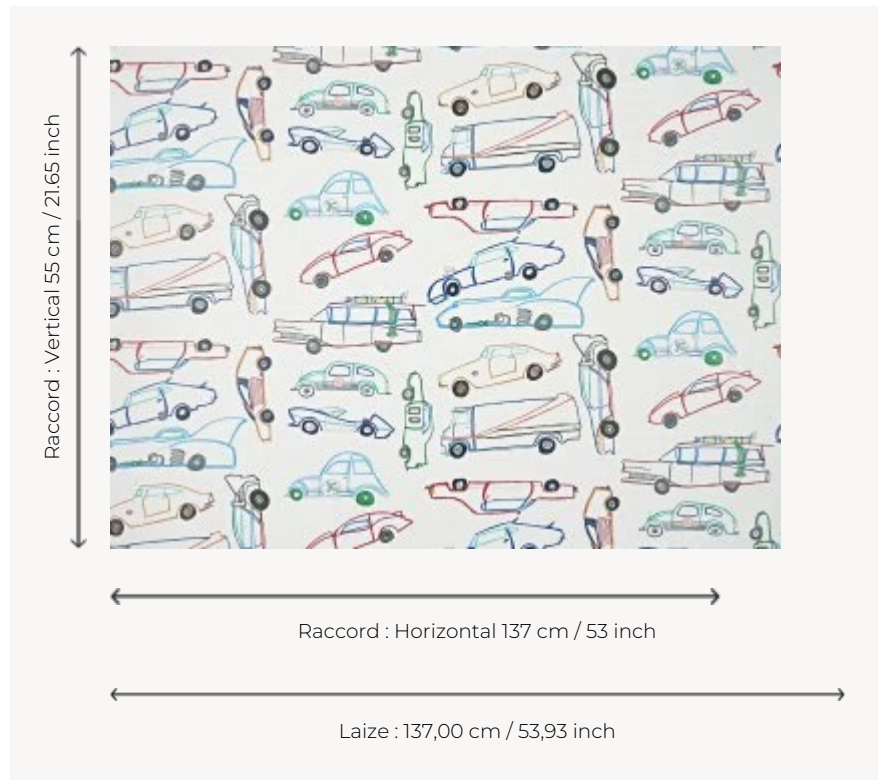 Raccord : Vertical 55 cm / 21.65 inch
Raccord : Horizontal 137 cm / 53 inch
Laize : 137,00 cm / 53,93 inch